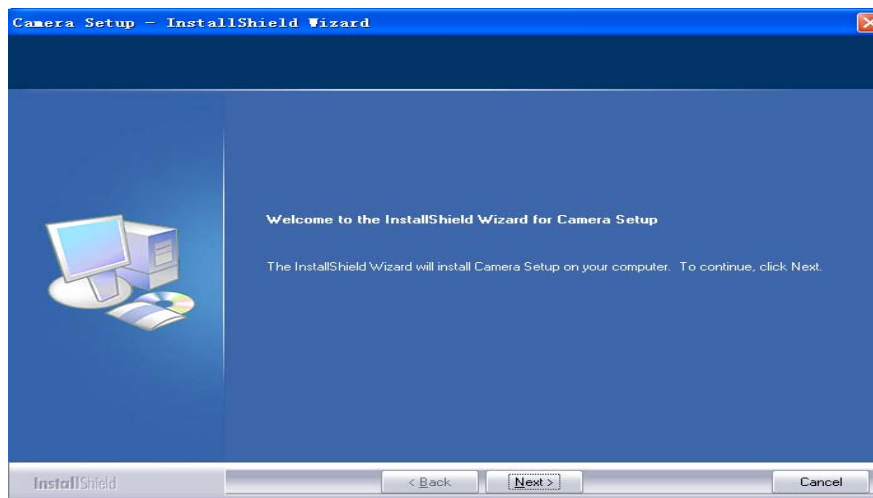 Camera Setup - InstallShield Wizard
Welcome to the InstallShield Wizard for Camera Setup
The InstallShield Wizard will install Camera Setup on your computer. To continue, click Next.
InstallShield
< Back
Next >
Cancel